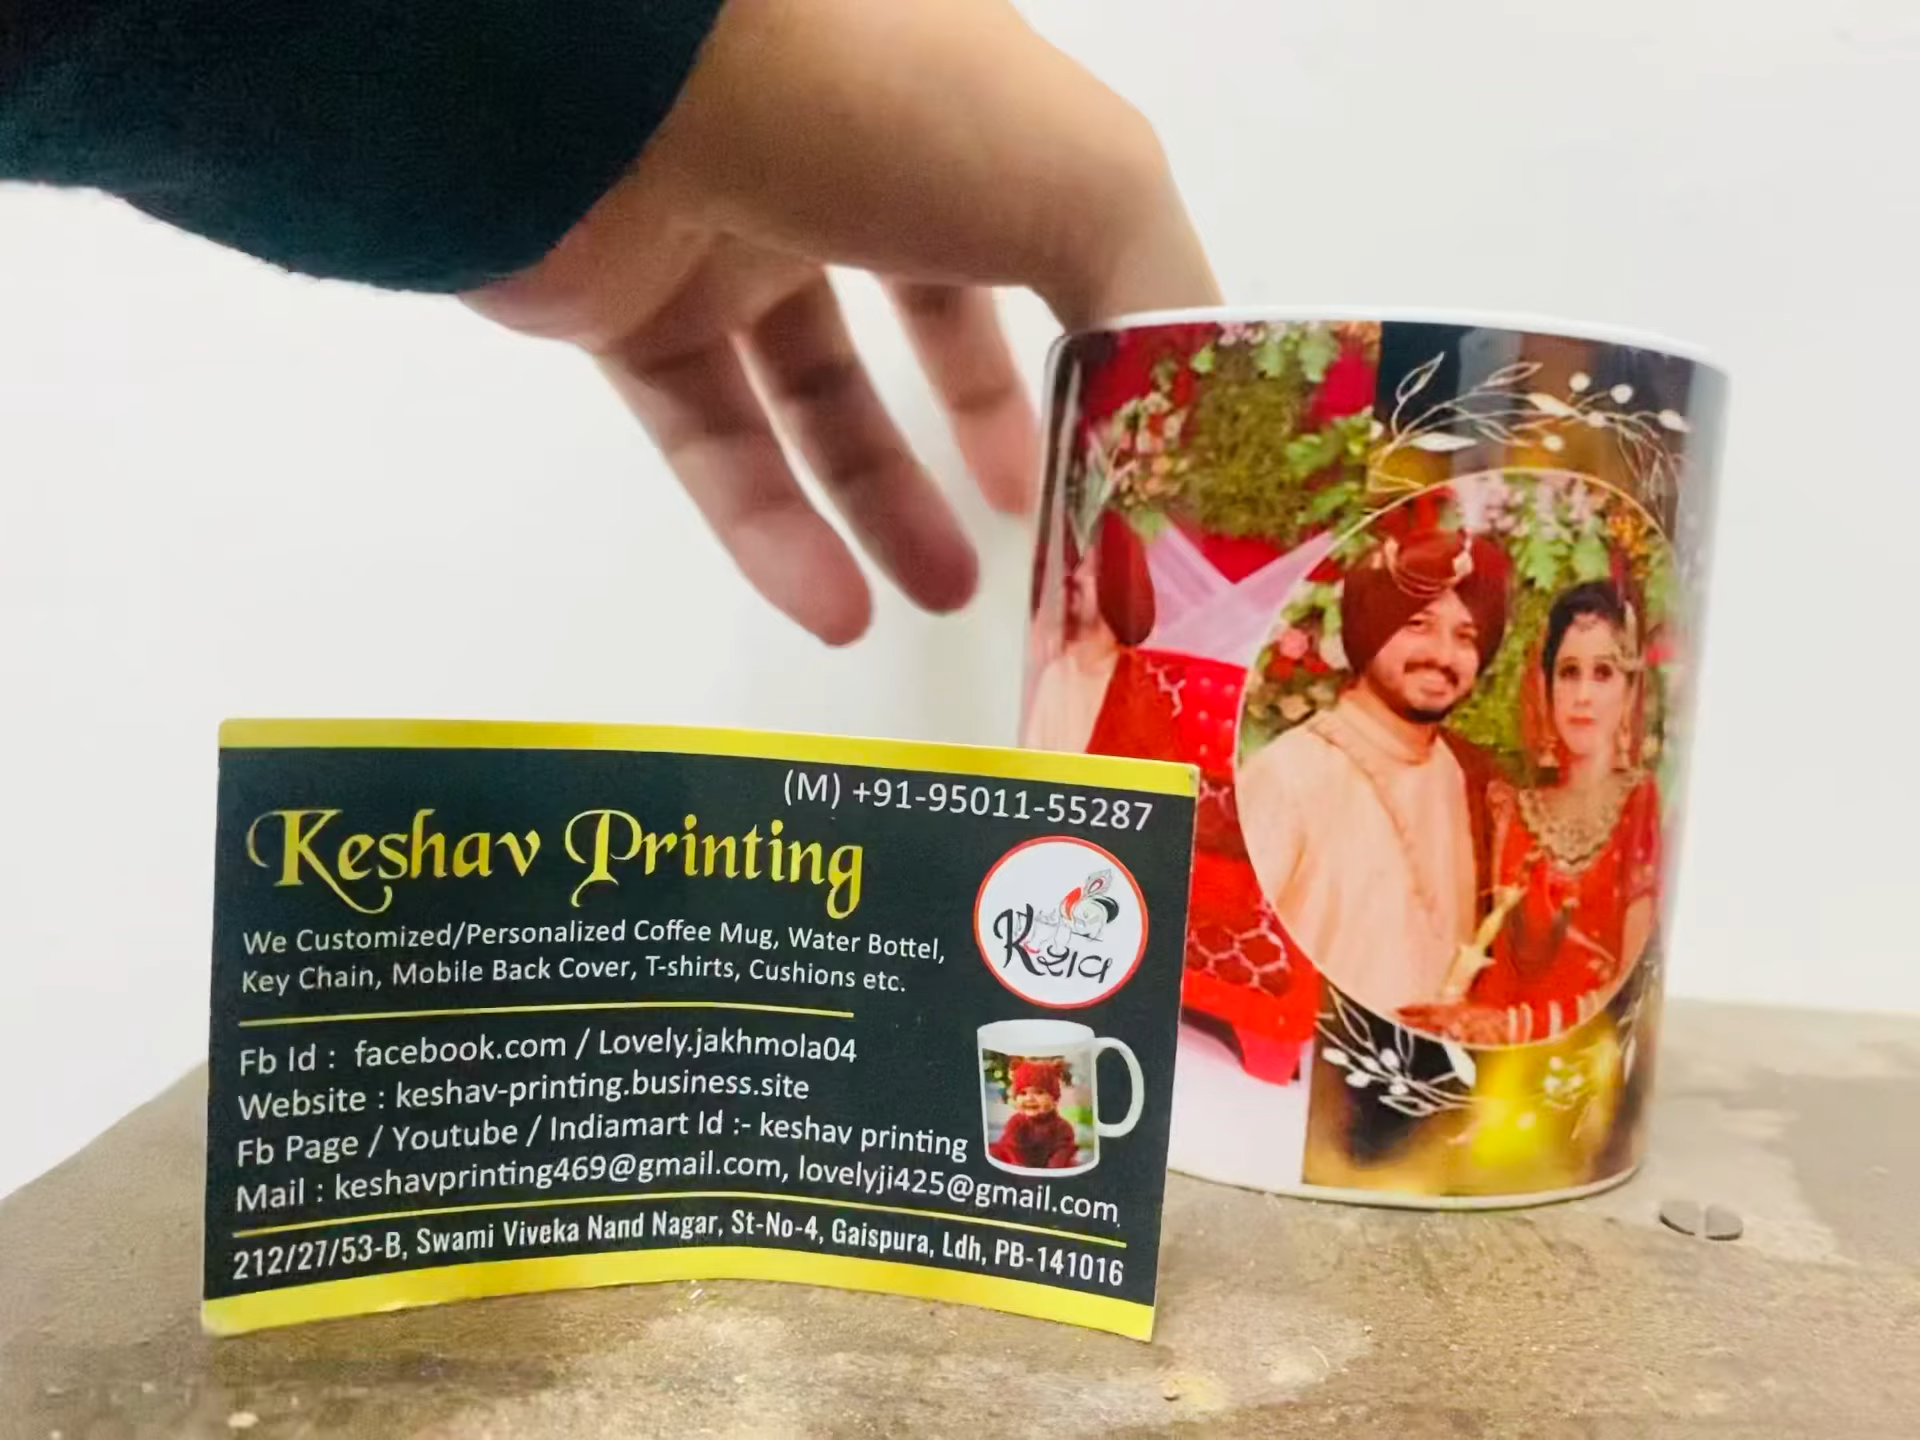 (M) +91-95011-55287
Keshav Printing
We Customized/Personalized Coffee Mug, Water Bottel,
Key Chain, Mobile Back Cover, T-shirts, Cushions etc.
Kશav
Fb Id : facebook.com / Lovely.jakhmola04
Website : keshav-printing.business.site
Fb Page / Youtube / Indiamart Id :- keshav printing
Mail : keshavprinting469@gmail.com, lovelyji425@gmail.com
212/27/53-B, Swami Viveka Nand Nagar, St-No-4, Gaispura, Ldh, PB-141016